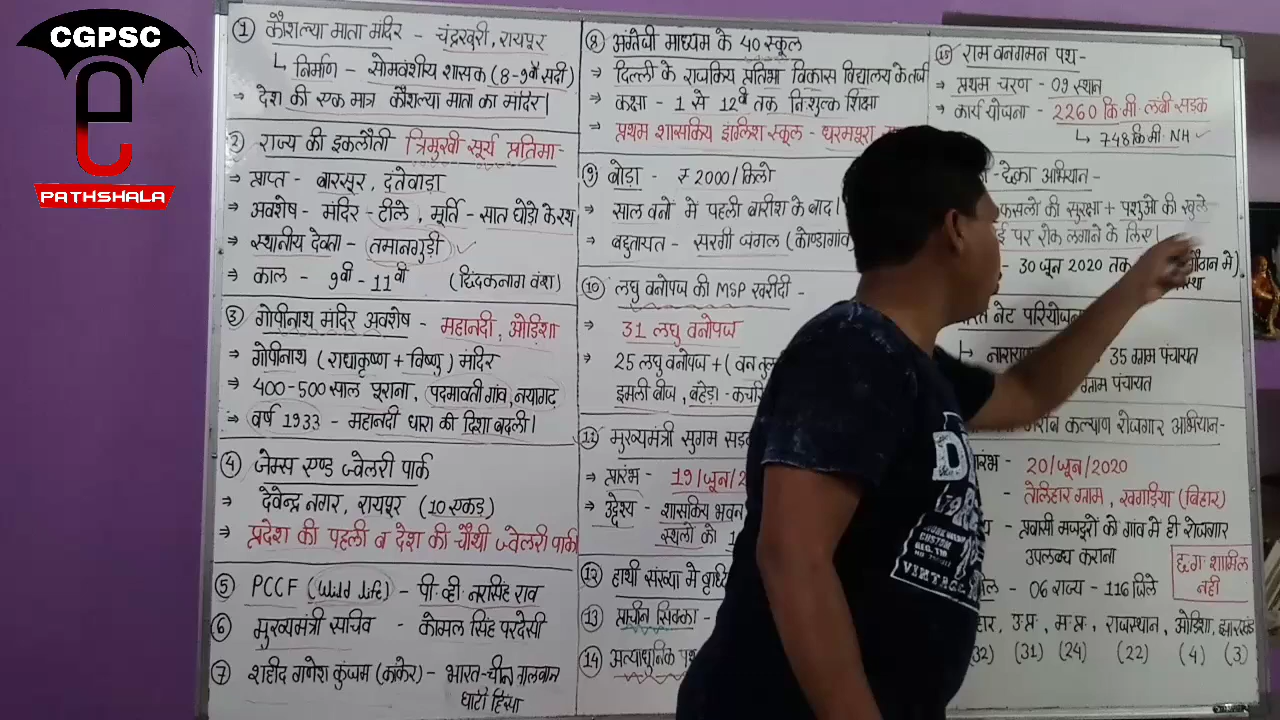 CGPSC
e
PATHSHALA
① कौशल्या माता मंदिर - चंद्रखुरी, रायपुर
↳ निर्माण - सोमवंशीय शासक (8-9वीं सदी)
→ देश की एक मात्र कौशल्या माता का मंदिर।
② राज्य की इकलौती त्रिमुखी सूर्य प्रतिमा-
→ प्राप्त - बारसूर, दंतेवाड़ा
→ अवशेष - मंदिर - टीले, मूर्ति - सात घोडो के रथ
→ स्थानीय देवता - तमानगुड़ी
→ काल - 9वी - 11वी (छिंदकनाग वंश)
③ गोपीनाथ मंदिर अवशेष - महानदी, ओड़िशा
→ गोपीनाथ (राधाकृष्ण + विष्णु) मंदिर
→ 400-500 साल पूराना, पदमावती गांव, नयागढ़
→ वर्ष 1933 - महानदी धारा की दिशा बदली।
④ जेम्स एण्ड ज्वेलरी पार्क
→ देवेन्द्र नगर, रायपूर (10 एकड़)
→ प्रदेश की पहली व देश की चौथी ज्वेलरी पार्क
⑤ PCCF (Wild life) - पी. व्ही. नरसिंह राव
⑥ मुख्यमंत्री सचिव - कोमल सिंह परदेसी
⑦ शहीद गणेश कुंजाम (कांकेर) - भारत-चीन गालवान
घाटी हिंसा
⑧ अंग्रेजी माध्यम के 40 स्कूल
→ दिल्ली के राजकिय प्रतिभा विकास विद्यालय के तर्ज
→ कक्षा - 1 से 12वी तक निःशुल्क शिक्षा
→ प्रथम शासकिय इंग्लिश स्कूल - धरमपूरा
⑨ बोड़ा - ₹ 2000/किलो
→ साल वनो में पहली बारीश के बाद।
→ बहुतायत - सरगी जंगल (कोण्डागांव)
⑩ लघु वनोपज की MSP खरीदी -
→ 31 लघु वनोपज
→ 25 लघु वनोपज + (वन
इमली बीज, बहेड़ा -
⑪ मुख्यमंत्री सुगम सड़क
→ प्रारंभ - 19/जून/2
→ उद्देश्य - शासकिय भवन
स्थलों को
⑫ हाथी संख्या मे
⑬ प्राचीन सिक्का -
⑭ अत्याधुनिक
⑮ राम वनगमन पथ -
→ प्रथम चरण - 09 स्थान
→ कार्य योजना - 2260 कि.मी. लंबी सड़क
↳ 748 कि.मी. NH
अभियान -
फसलो की सुरक्षा + पशुओ की खुले
पर रोक लगाने के लिए।
30 जून 2020 तक गौठान मे)
नेट परियोजना
35 ग्राम पंचायत
ग्राम पंचायत
कल्याण रोजगार अभियान -
20/जून/2020
- तेलिहार ग्राम, खगड़िया (बिहार)
- प्रवासी मजदूरों को गांव मे ही रोजगार
उपलब्ध कराना
छ.ग. शामिल
नही
- 06 राज्य - 116 जिले
उ.प्र., म.प्र., राजस्थान, ओडिशा, झारखंड
(32) (31) (24) (22) (4) (3)